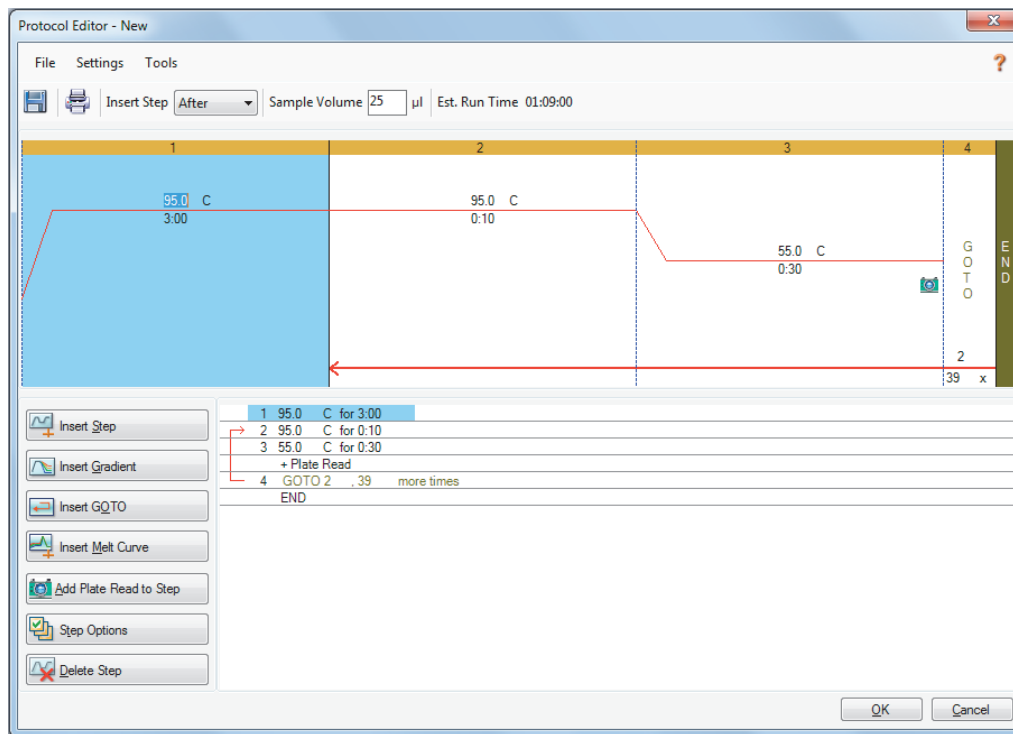 Protocol Editor - New
File Settings Tools ?
Insert Step After Sample Volume 25 µl Est. Run Time 01:09:00
1 2 3 4
95.0 C 95.0 C
3:00 0:10
55.0 C
0:30
GOTO
END
2
39 x
Insert Step
Insert Gradient
Insert GOTO
Insert Melt Curve
Add Plate Read to Step
Step Options
Delete Step
1 95.0 C for 3:00
2 95.0 C for 0:10
3 55.0 C for 0:30
+ Plate Read
4 GOTO 2 , 39 more times
END
OK Cancel